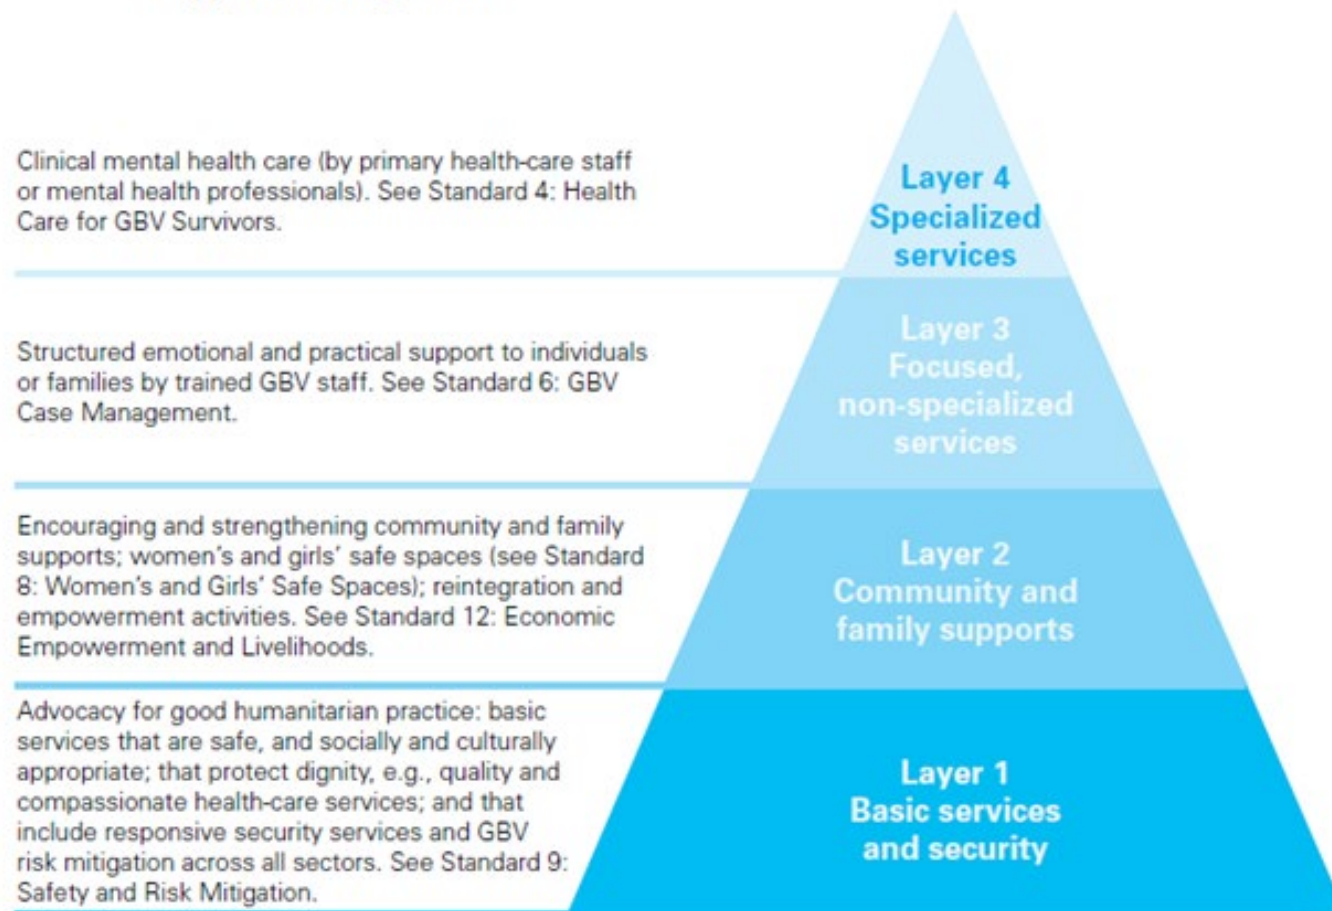 Clinical mental health care (by primary health-care staff
or mental health professionals). See Standard 4: Health
Care for GBV Survivors.
Layer 4
Specialized
services
Structured emotional and practical support to individuals
or families by trained GBV staff. See Standard 6: GBV
Case Management.
Layer 3
Focused,
non-specialized
services
Encouraging and strengthening community and family
supports; women’s and girls’ safe spaces (see Standard
8: Women’s and Girls’ Safe Spaces); reintegration and
empowerment activities. See Standard 12: Economic
Empowerment and Livelihoods.
Layer 2
Community and
family supports
Advocacy for good humanitarian practice: basic
services that are safe, and socially and culturally
appropriate; that protect dignity, e.g., quality and
compassionate health-care services; and that
include responsive security services and GBV
risk mitigation across all sectors. See Standard 9:
Safety and Risk Mitigation.
Layer 1
Basic services
and security